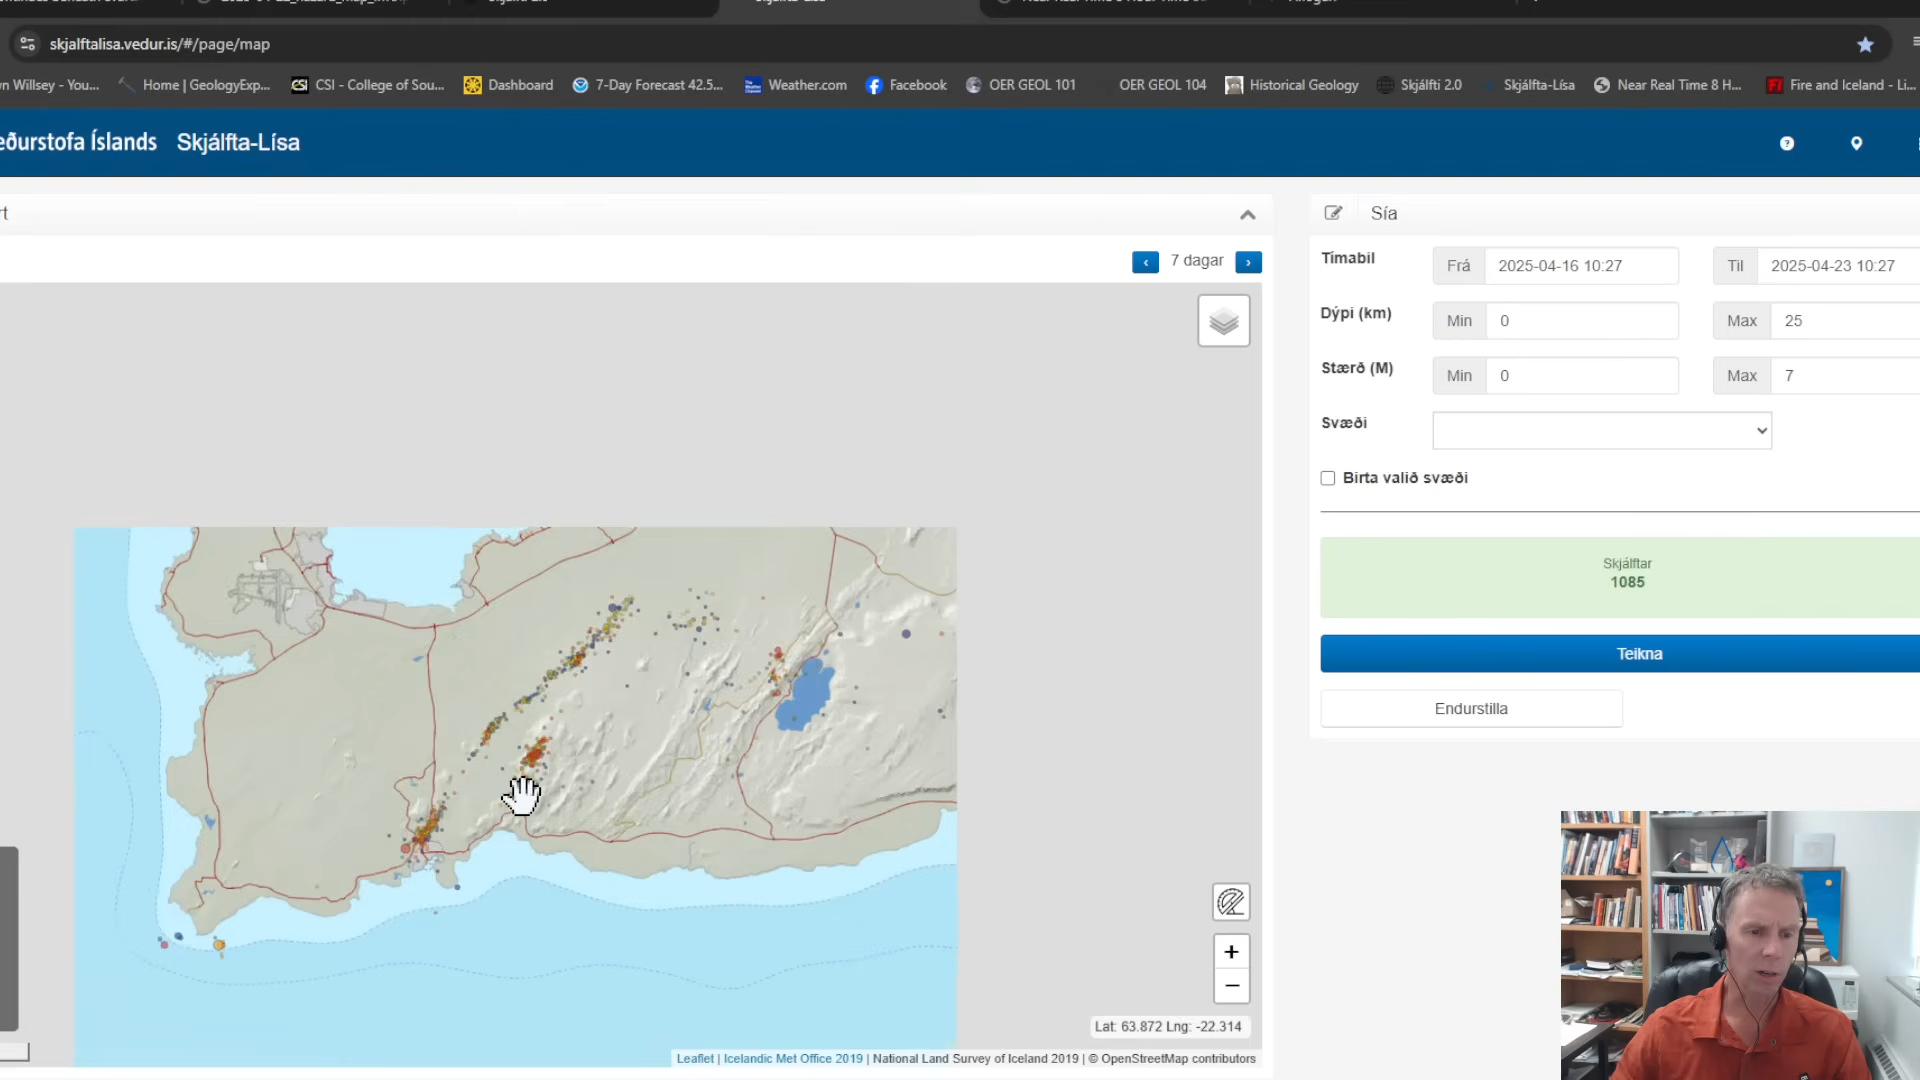 skjalftalisa.vedur.is/#/page/map
n Willsey - You... Home | GeologyExp... CSI - College of Sou... Dashboard 7-Day Forecast 42.5... Weather.com Facebook OER GEOL 101 OER GEOL 104 Historical Geology Skjálfti 2.0 Skjálfta-Lísa Near Real Time 8 H... Fire and Iceland - Li...
eðurstofa Íslands Skjálfta-Lísa
rt
‹ 7 dagar ›
Sía
Tímabil Frá 2025-04-16 10:27 Til 2025-04-23 10:27
Dýpi (km) Min 0 Max 25
Stærð (M) Min 0 Max 7
Svæði
Birta valið svæði
Skjálftar
1085
Teikna
Endurstilla
+
−
Lat: 63.872 Lng: -22.314
Leaflet | Icelandic Met Office 2019 | National Land Survey of Iceland 2019 | © OpenStreetMap contributors